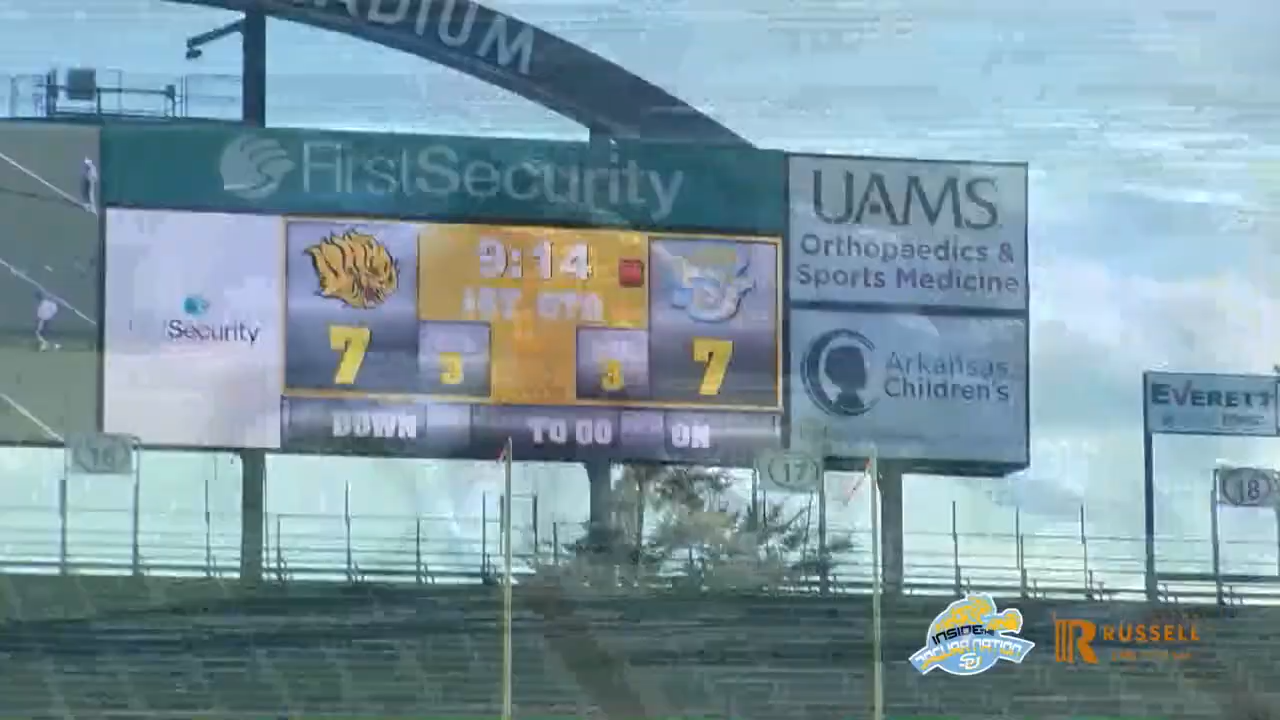 ADIUM
FirstSecurity
UAMS
Orthopaedics &
Sports Medicine
Security
9:14
1ST QTR
7
3
3
7
DOWN
TO GO
ON
Arkansas
Children's
EVERETT
16
17
18
INSIDE THE
JAGUAR NATION
SU
RUSSELL